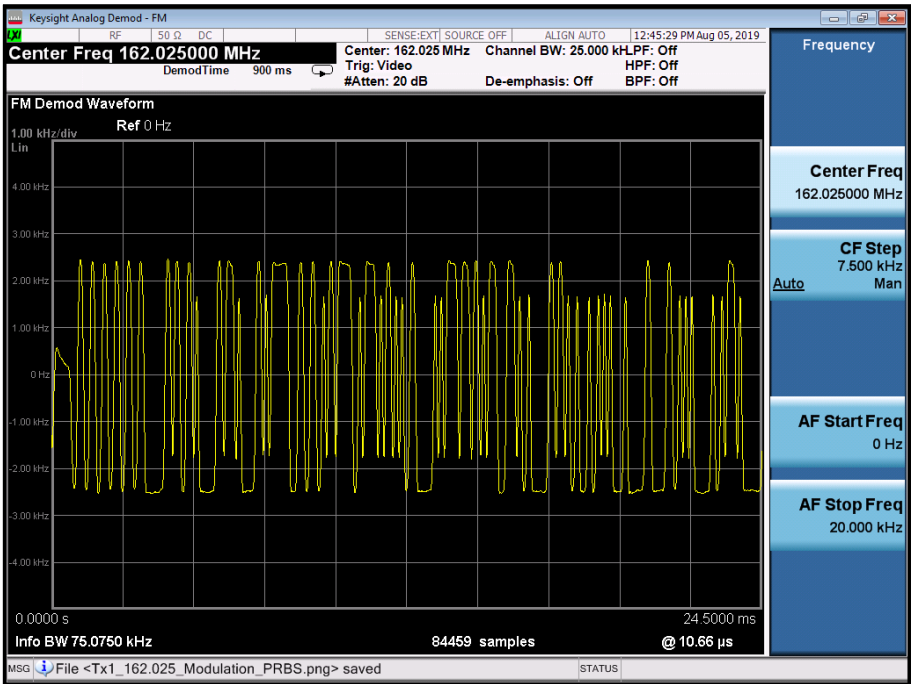 Keysight Analog Demod - FM
LXI RF 50 Ω DC SENSE:EXT SOURCE OFF ALIGN AUTO 12:45:29 PM Aug 05, 2019
Center Freq 162.025000 MHz
DemodTime 900 ms
Center: 162.025 MHz Channel BW: 25.000 kHLPF: Off
Trig: Video HPF: Off
#Atten: 20 dB De-emphasis: Off BPF: Off
FM Demod Waveform
Ref 0 Hz
1.00 kHz/div
Lin
4.00 kHz
3.00 kHz
2.00 kHz
1.00 kHz
0 Hz
-1.00 kHz
-2.00 kHz
-3.00 kHz
-4.00 kHz
0.0000 s 24.5000 ms
Info BW 75.0750 kHz 84459 samples @ 10.66 µs
MSG File <Tx1_162.025_Modulation_PRBS.png> saved STATUS
Frequency
Center Freq
162.025000 MHz
CF Step
7.500 kHz
Auto Man
AF Start Freq
0 Hz
AF Stop Freq
20.000 kHz